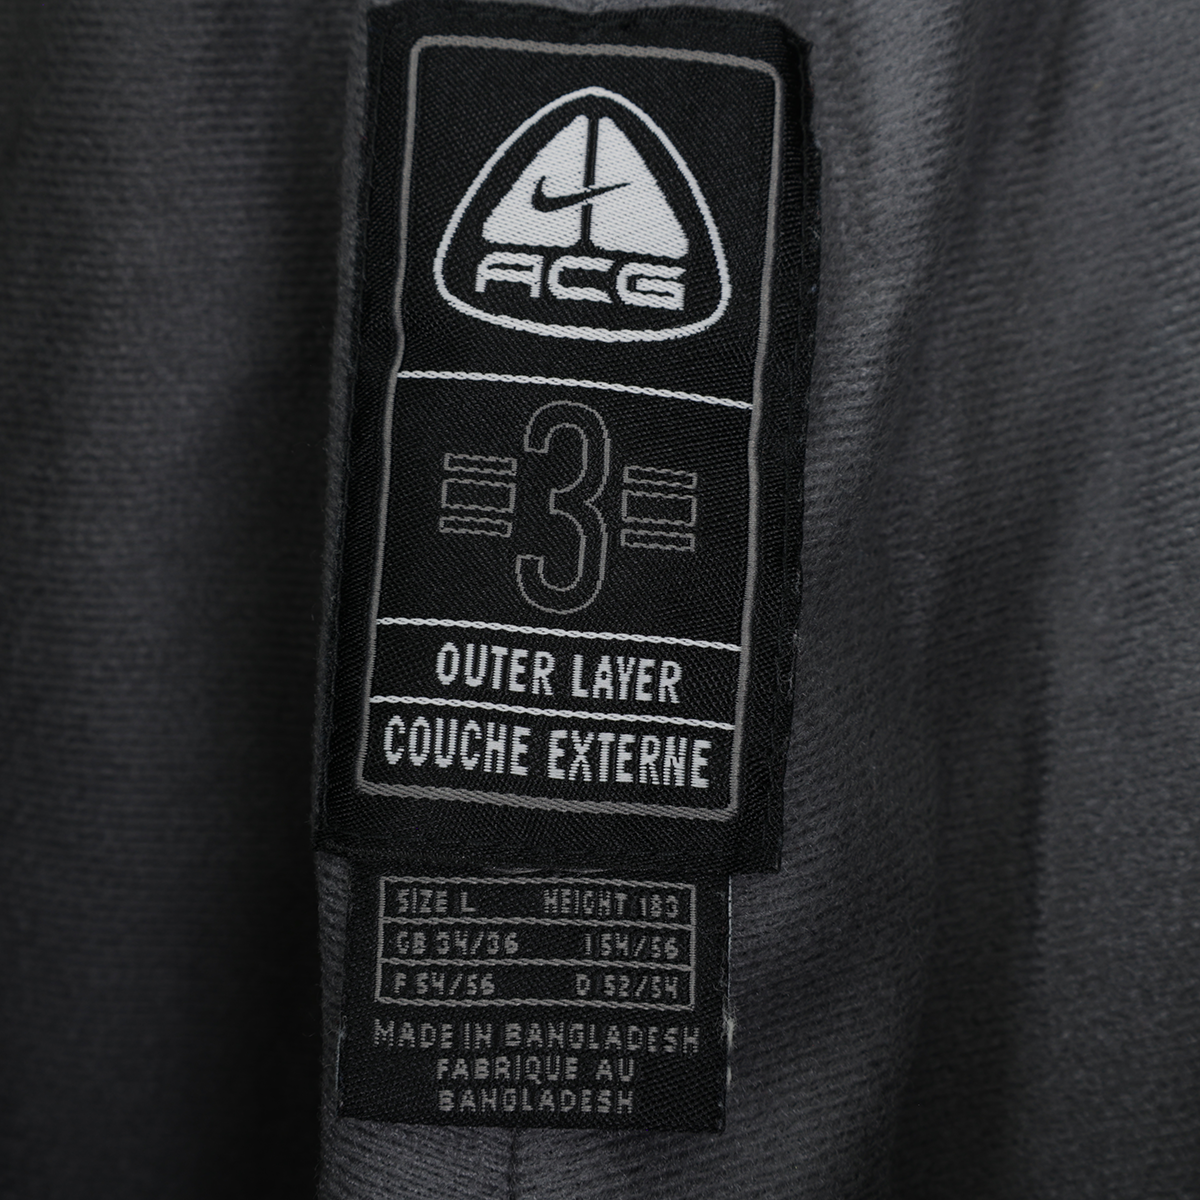 ACG
3
OUTER LAYER
COUCHE EXTERNE
SIZE L HEIGHT 183
GB 34/36 I 54/56
F 54/56 D 52/54
MADE IN BANGLADESH
FABRIQUE AU
BANGLADESH